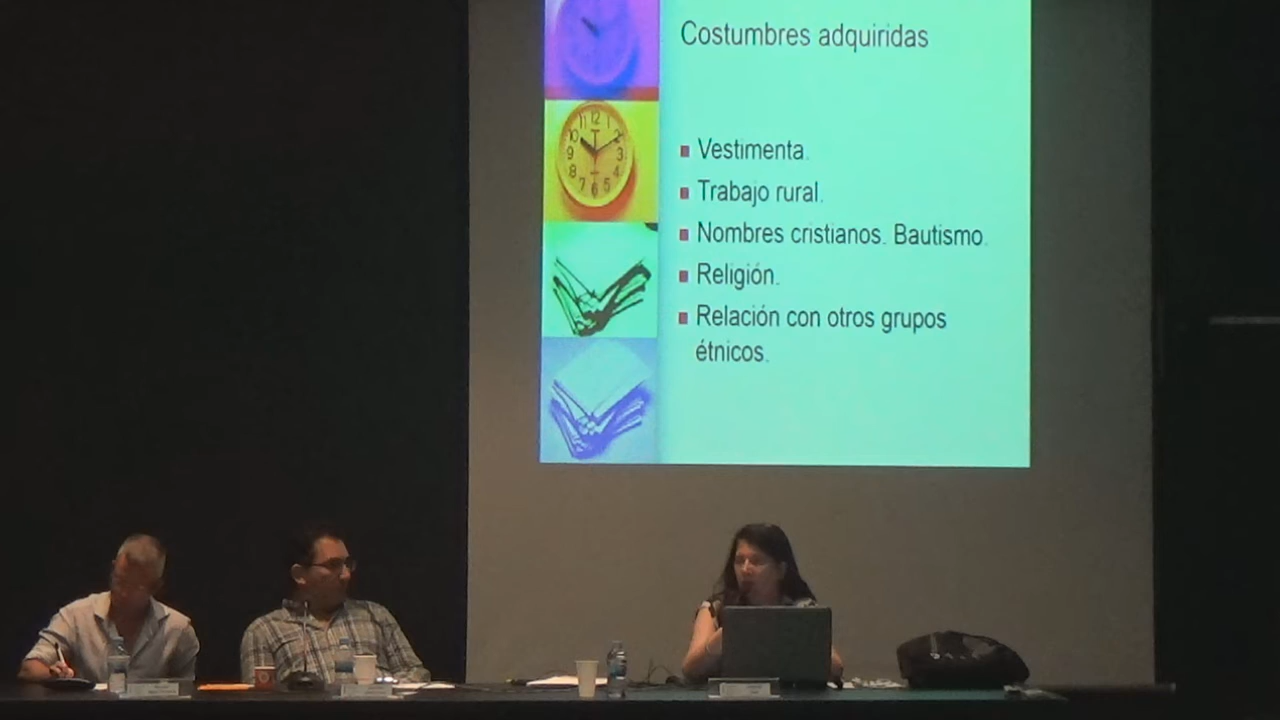 Costumbres adquiridas
Vestimenta.
Trabajo rural.
Nombres cristianos. Bautismo.
Religión.
Relación con otros grupos
étnicos.